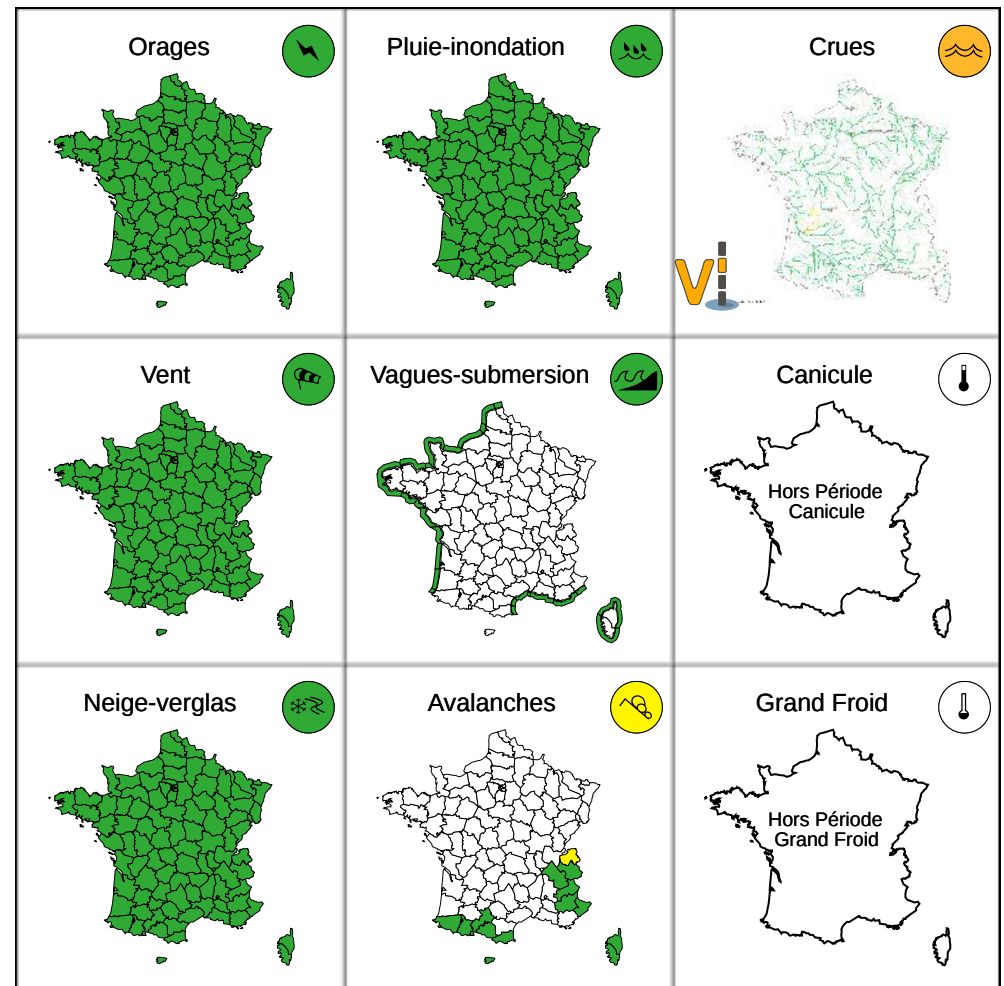 Orages
Pluie-inondation
Crues
Vi
Vent
Vagues-submersion
Canicule
Hors Période
Canicule
Neige-verglas
Avalanches
Grand Froid
Hors Période
Grand Froid